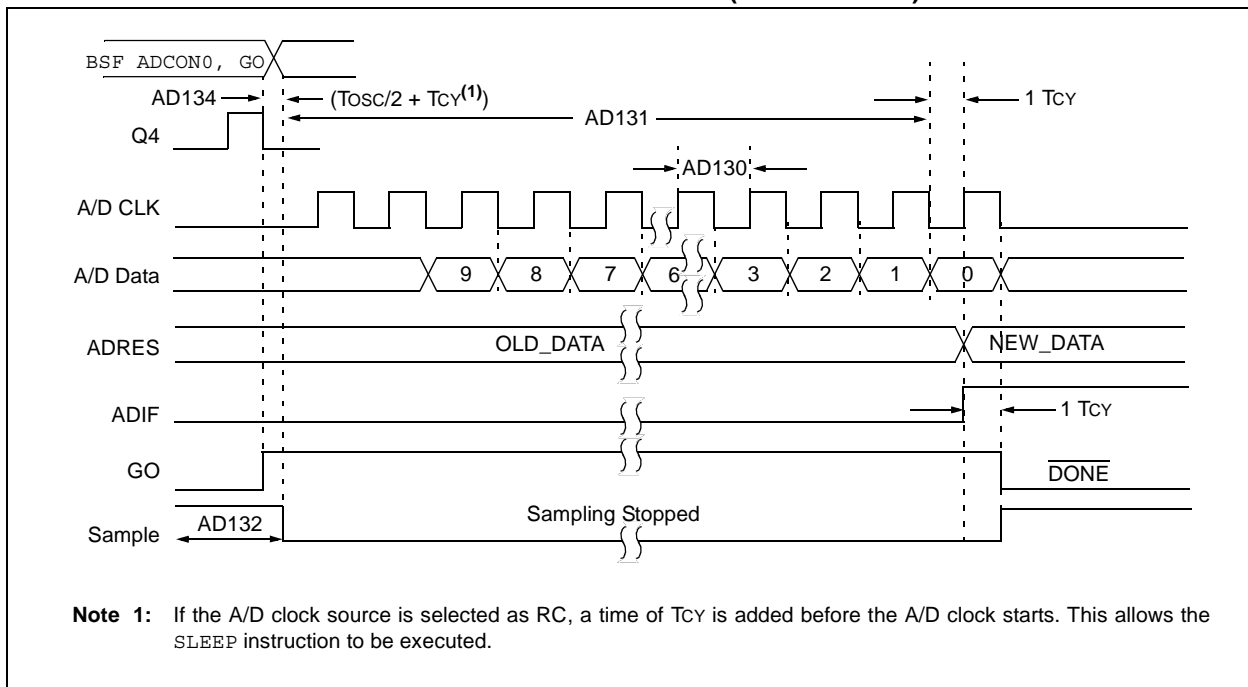 BSF ADCON0, GO
AD134
(TOSC/2 + TCY(1))
1 TCY
AD131
Q4
AD130
A/D CLK
A/D Data
9 8 7 6 3 2 1 0
ADRES
OLD_DATA
NEW_DATA
ADIF
1 TCY
GO
DONE
Sample
AD132
Sampling Stopped
Note 1: If the A/D clock source is selected as RC, a time of TCY is added before the A/D clock starts. This allows the
SLEEP instruction to be executed.